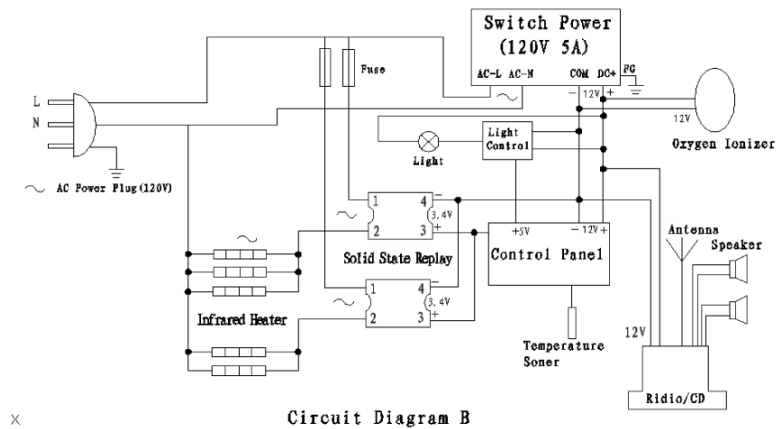 Switch Power
(120V 5A)
AC-L AC-N COM DC+ FG
- 12V +
Fuse
L
N
12V
Oxygen Ionizer
Light
Light
Control
AC Power Plug(120V)
1 4 -
3.4V
2 3 +
+5V - 12V +
Control Panel
Solid State Replay
Antenna
Speaker
1 4 -
3.4V
2 3 +
Infrared Heater
Temperature
Soner
12V
Ridio/CD
X
Circuit Diagram B